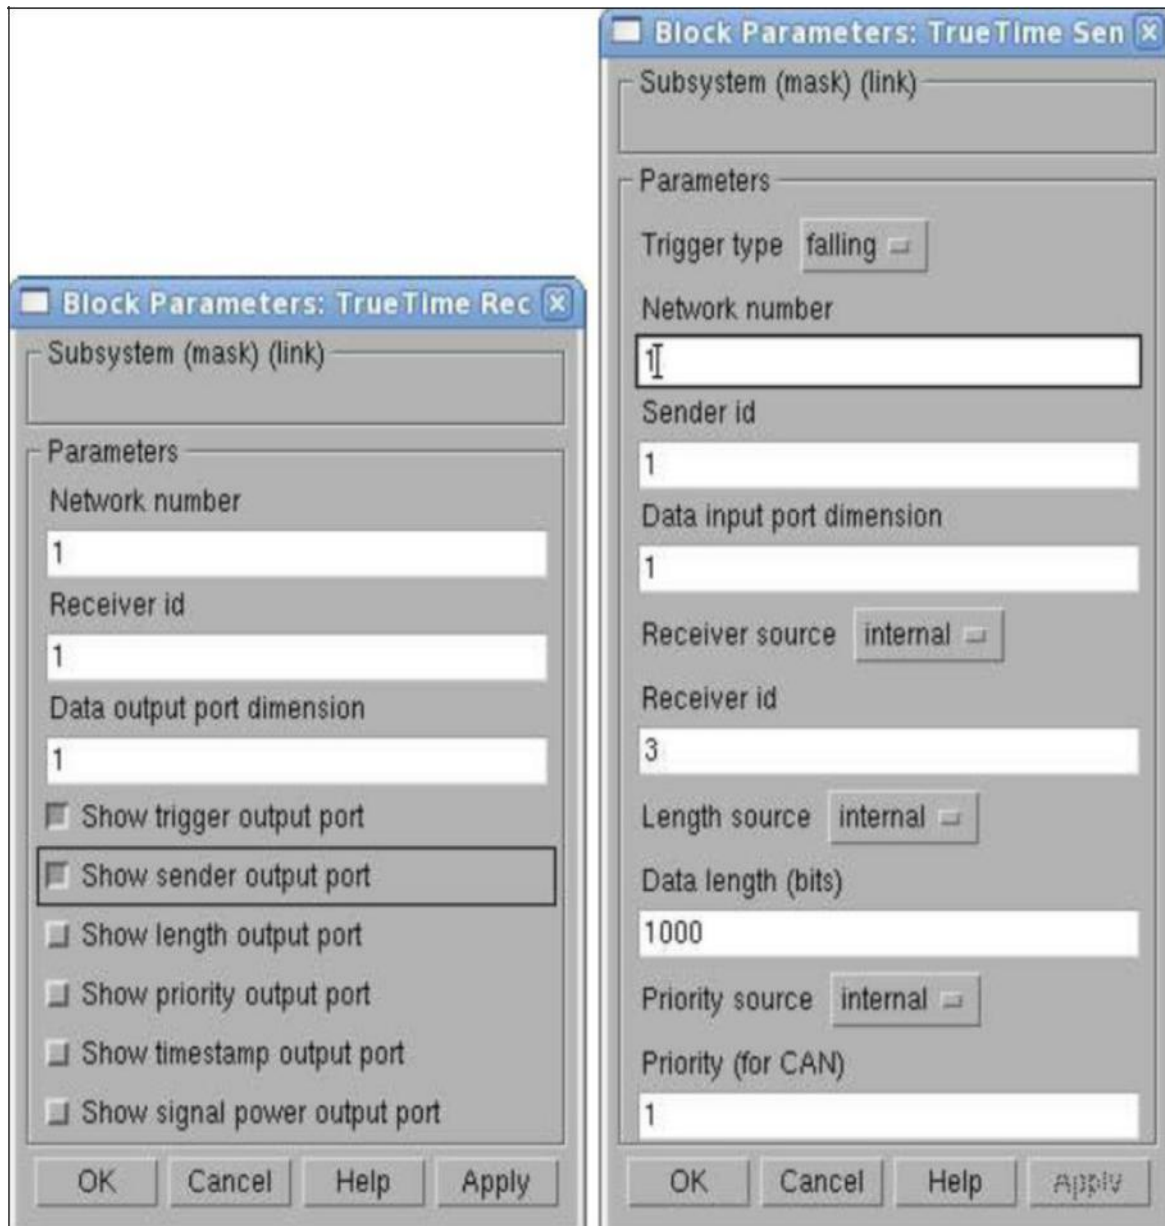 Block Parameters: TrueTime Rec
Subsystem (mask) (link)
Parameters
Network number
1
Receiver id
1
Data output port dimension
1
Show trigger output port
Show sender output port
Show length output port
Show priority output port
Show timestamp output port
Show signal power output port
OK Cancel Help Apply
Block Parameters: TrueTime Sen
Subsystem (mask) (link)
Parameters
Trigger type falling
Network number
1
Sender id
1
Data input port dimension
1
Receiver source internal
Receiver id
3
Length source internal
Data length (bits)
1000
Priority source internal
Priority (for CAN)
1
OK Cancel Help Apply